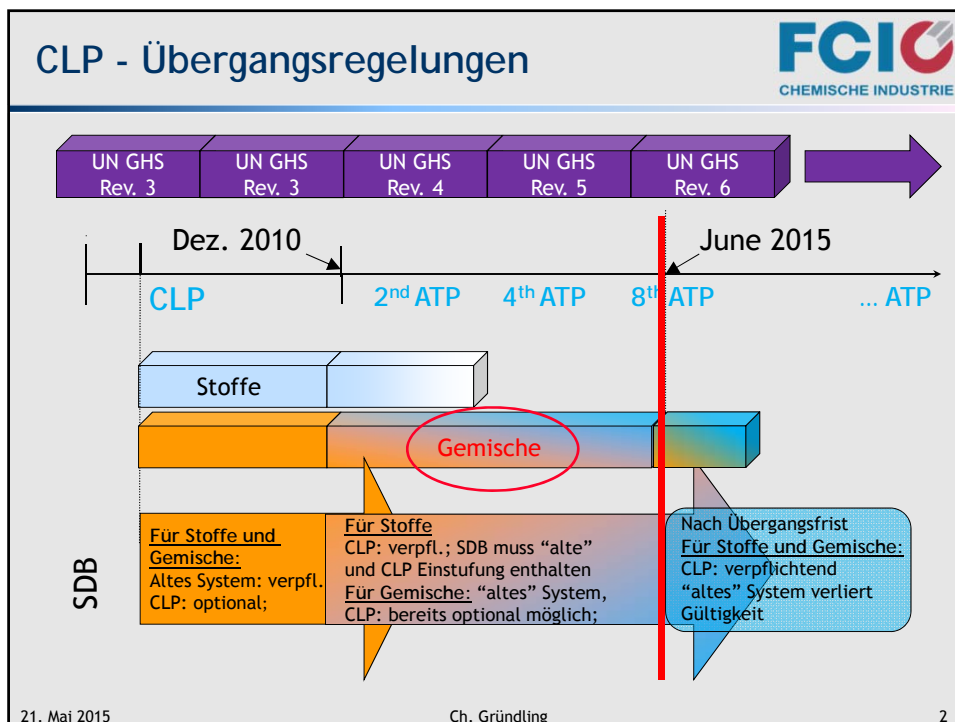 CLP - Übergangsregelungen
FCIO
CHEMISCHE INDUSTRIE
UN GHS
Rev. 3
UN GHS
Rev. 3
UN GHS
Rev. 4
UN GHS
Rev. 5
UN GHS
Rev. 6
Dez. 2010
June 2015
CLP
2nd ATP
4th ATP
8th ATP
... ATP
Stoffe
Gemische
SDB
Für Stoffe und
Gemische:
Altes System: verpfl.
CLP: optional;
Für Stoffe
CLP: verpfl.; SDB muss “alte”
und CLP Einstufung enthalten
Für Gemische: “altes” System,
CLP: bereits optional möglich;
Nach Übergangsfrist
Für Stoffe und Gemische:
CLP: verpflichtend
“altes” System verliert
Gültigkeit
21. Mai 2015
Ch. Gründling
2